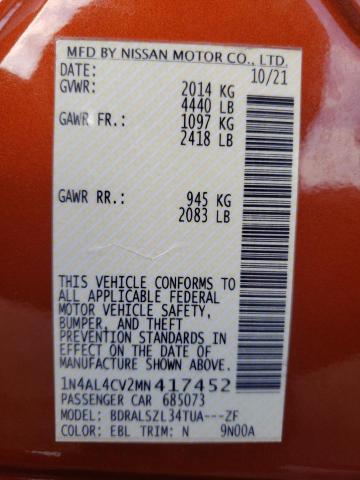 MFD BY NISSAN MOTOR CO., LTD.
DATE: 10/21
GVWR: 2014 KG
4440 LB
GAWR FR.: 1097 KG
2418 LB
GAWR RR.: 945 KG
2083 LB
THIS VEHICLE CONFORMS TO
ALL APPLICABLE FEDERAL
MOTOR VEHICLE SAFETY,
BUMPER, AND THEFT
PREVENTION STANDARDS IN
EFFECT ON THE DATE OF
MANUFACTURE SHOWN ABOVE.
1N4AL4CV2MN417452
PASSENGER CAR 685073
MODEL: BDRALSZL34TUA---ZF
COLOR: EBL TRIM: N 9N00A